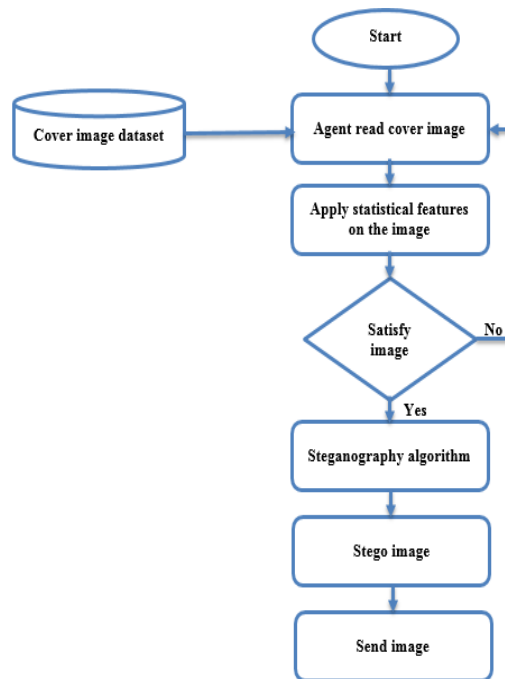 Start
Cover image dataset
Agent read cover image
Apply statistical features
on the image
Satisfy
image
No
Yes
Steganography algorithm
Stego image
Send image